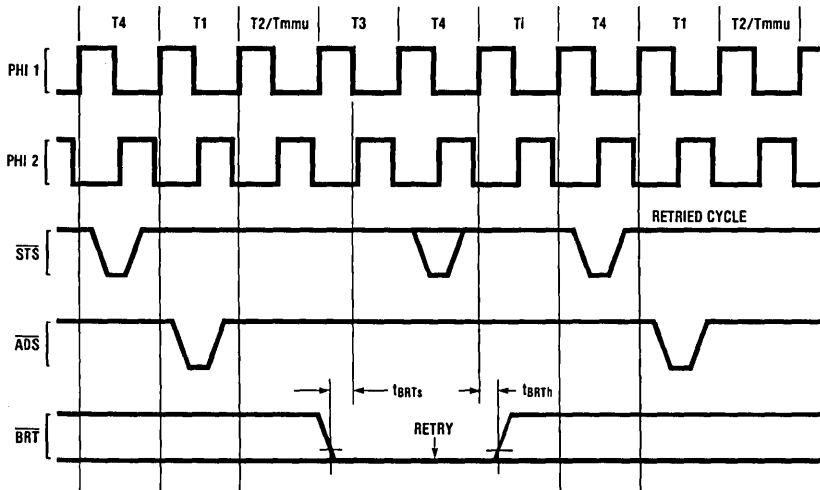 T4 T1 T2/Tmmu T3 T4 Ti T4 T1 T2/Tmmu
PHI 1
PHI 2
RETRIED CYCLE
STS
ADS
tBRTs tBRTh
BRT
RETRY